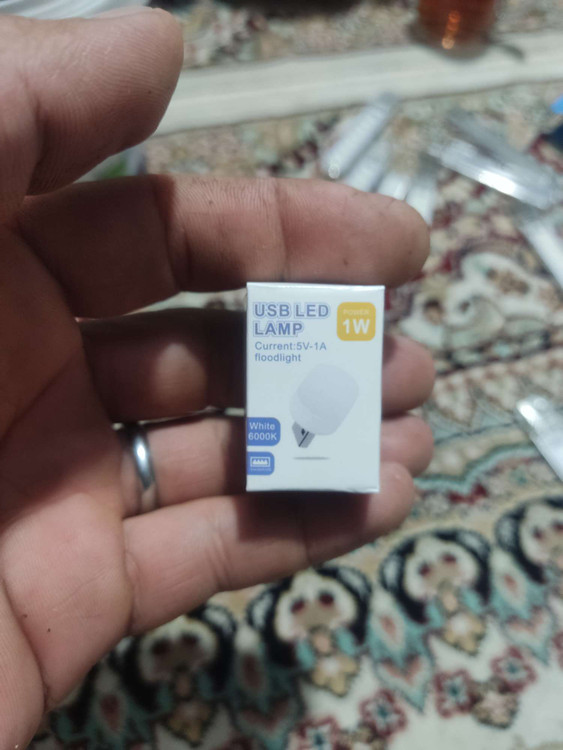 USB LED
LAMP
POWER
1W
Current:5V-1A
floodlight
White
6000K